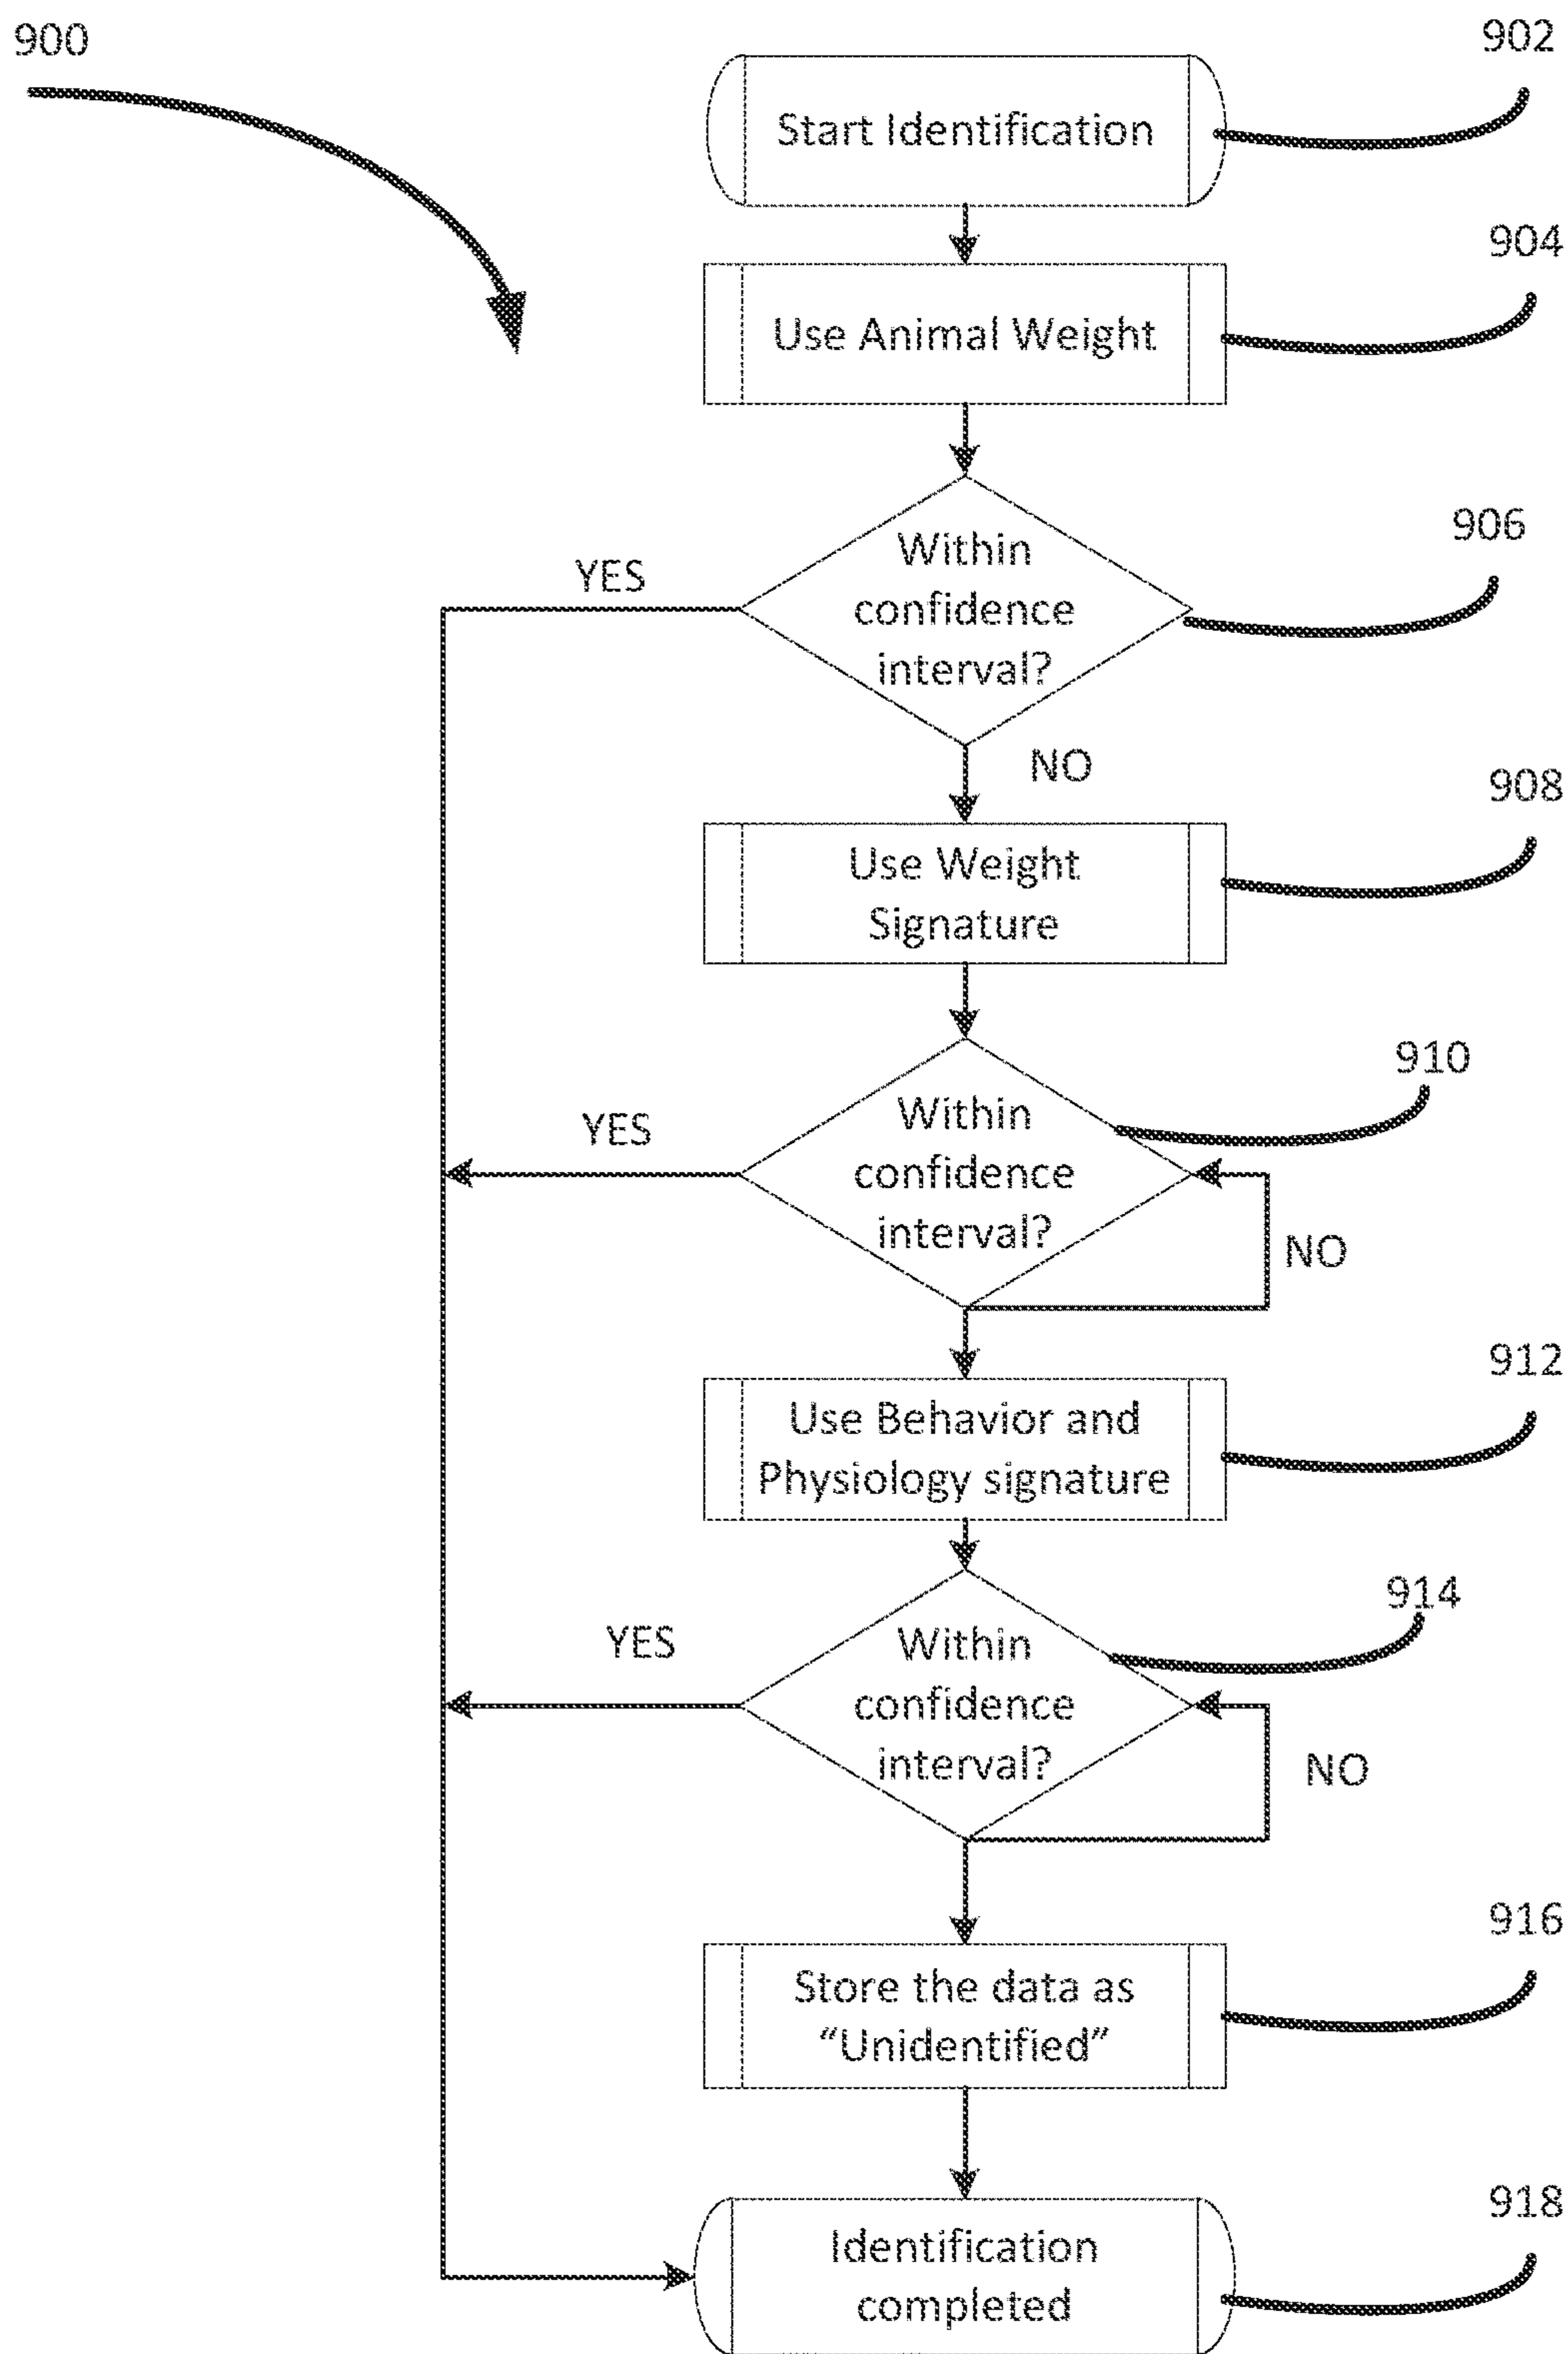 900
902
Start Identification
904
Use Animal Weight
906
Within
confidence
interval?
YES
NO
908
Use Weight
Signature
910
Within
confidence
interval?
YES
NO
912
Use Behavior and
Physiology signature
914
Within
confidence
interval?
YES
NO
916
Store the data as
“Unidentified”
918
Identification
completed